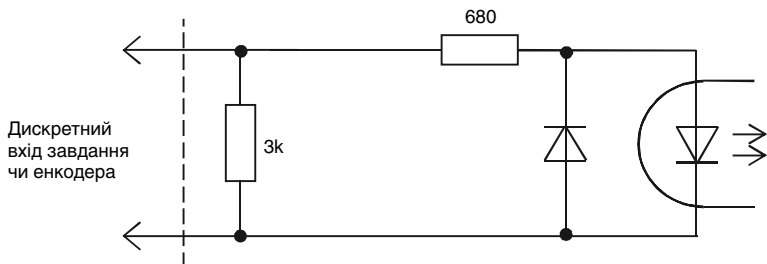 680
Дискретний
вхід завдання
чи енкодера
3k